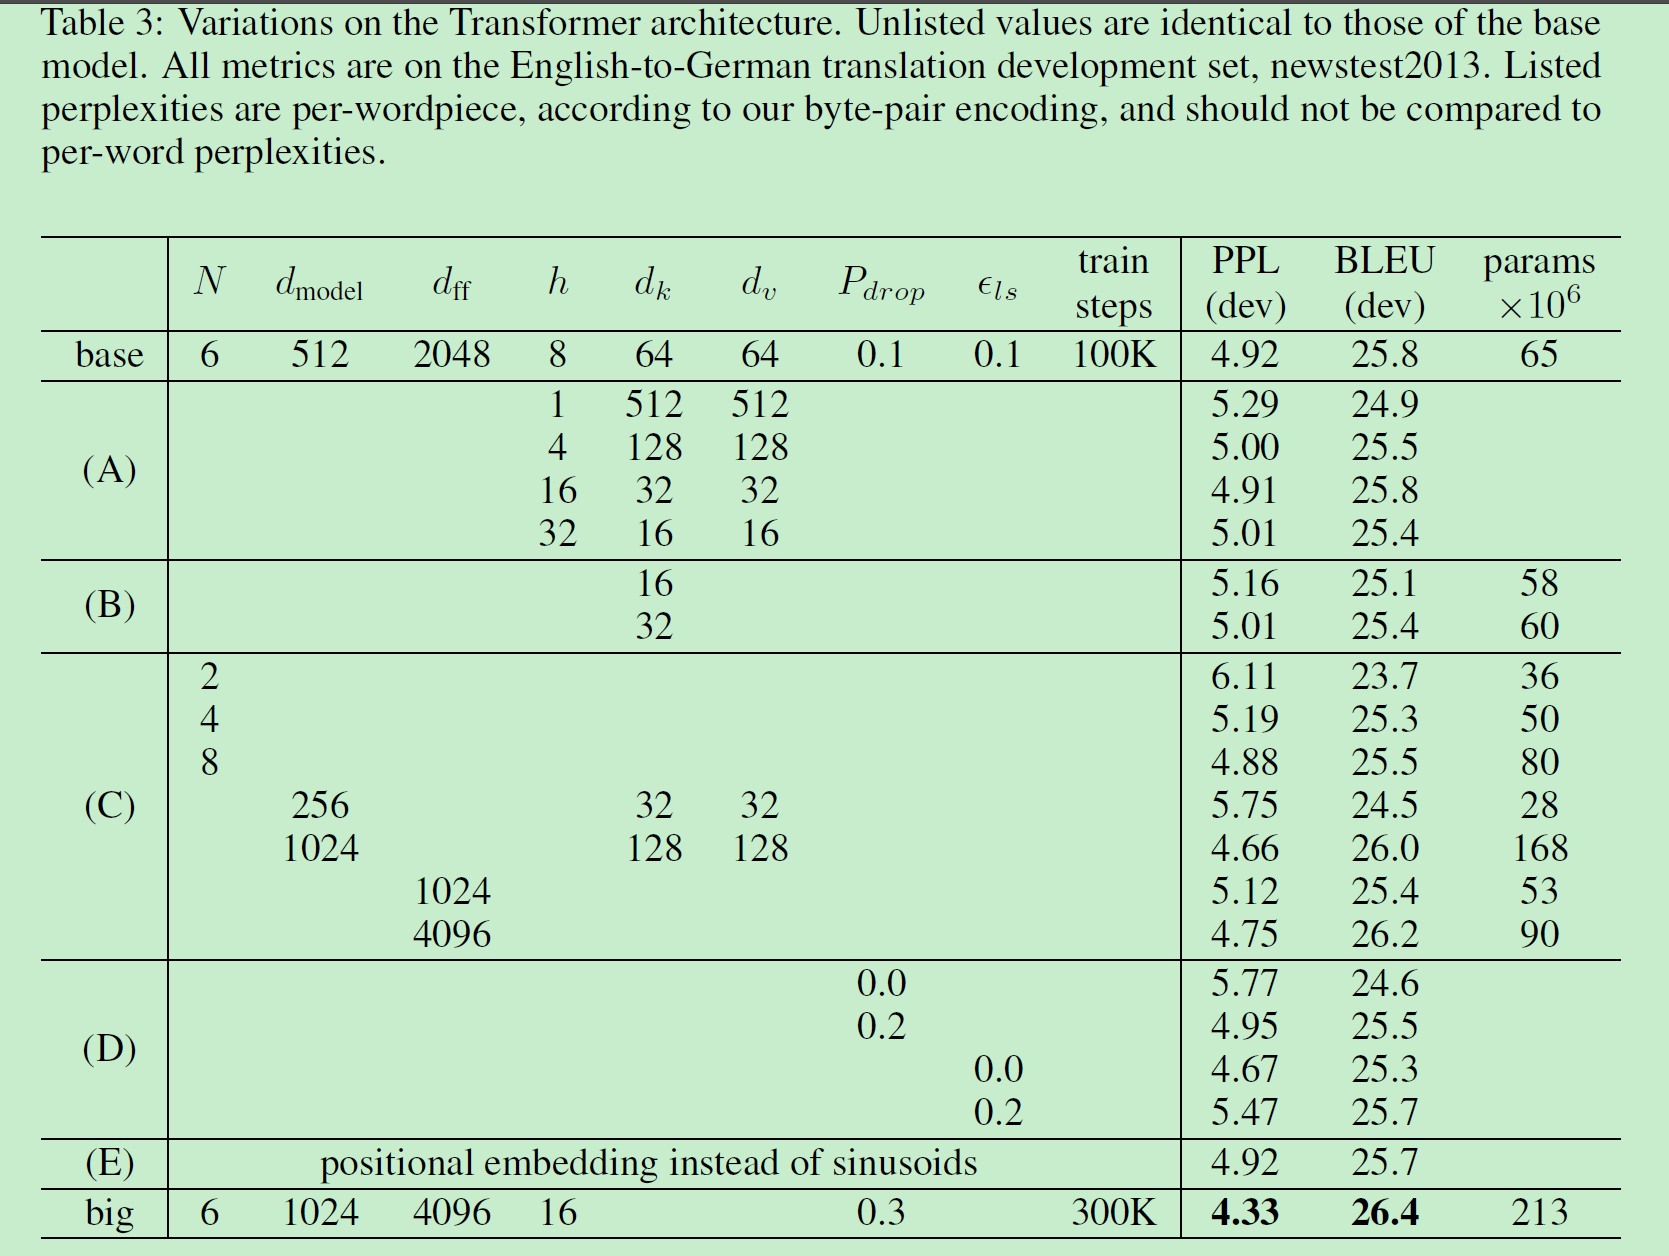 Table 3: Variations on the Transformer architecture. Unlisted values are identical to those of the base
model. All metrics are on the English-to-German translation development set, newstest2013. Listed
perplexities are per-wordpiece, according to our byte-pair encoding, and should not be compared to
per-word perplexities.
N d_model d_ff h d_k d_v P_drop ϵ_ls train steps PPL (dev) BLEU (dev) params ×10^6
base 6 512 2048 8 64 64 0.1 0.1 100K 4.92 25.8 65
(A)
1 512 512 5.29 24.9
4 128 128 5.00 25.5
16 32 32 4.91 25.8
32 16 16 5.01 25.4
(B)
16 5.16 25.1 58
32 5.01 25.4 60
(C)
2 6.11 23.7 36
4 5.19 25.3 50
8 4.88 25.5 80
256 32 32 5.75 24.5 28
1024 128 128 4.66 26.0 168
1024 5.12 25.4 53
4096 4.75 26.2 90
(D)
0.0 5.77 24.6
0.2 4.95 25.5
0.0 4.67 25.3
0.2 5.47 25.7
(E) positional embedding instead of sinusoids 4.92 25.7
big 6 1024 4096 16 0.3 300K 4.33 26.4 213